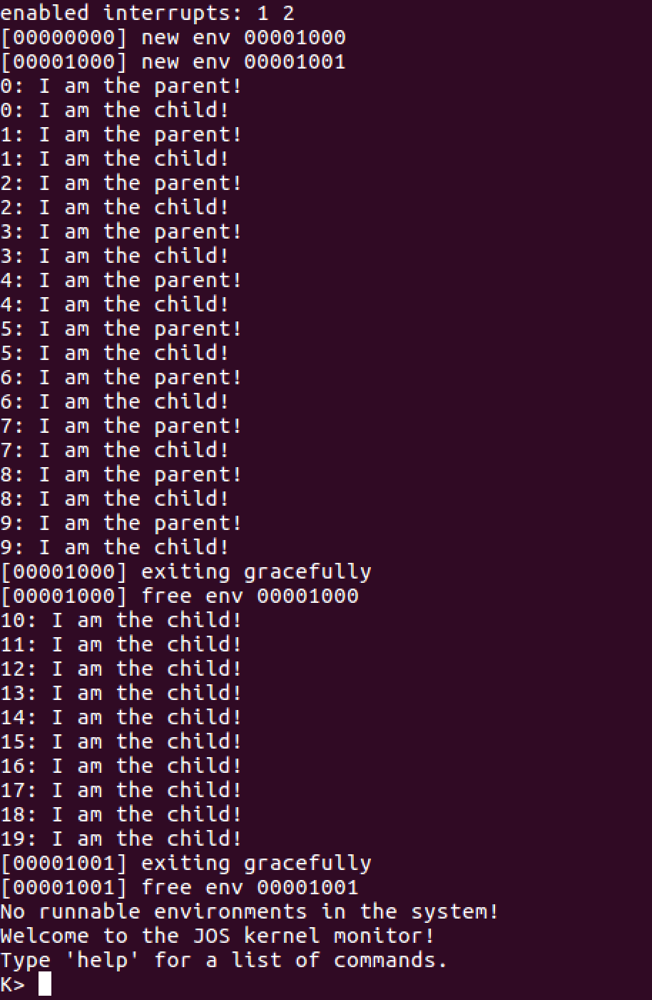 enabled interrupts: 1 2
[00000000] new env 00001000
[00001000] new env 00001001
0: I am the parent!
0: I am the child!
1: I am the parent!
1: I am the child!
2: I am the parent!
2: I am the child!
3: I am the parent!
3: I am the child!
4: I am the parent!
4: I am the child!
5: I am the parent!
5: I am the child!
6: I am the parent!
6: I am the child!
7: I am the parent!
7: I am the child!
8: I am the parent!
8: I am the child!
9: I am the parent!
9: I am the child!
[00001000] exiting gracefully
[00001000] free env 00001000
10: I am the child!
11: I am the child!
12: I am the child!
13: I am the child!
14: I am the child!
15: I am the child!
16: I am the child!
17: I am the child!
18: I am the child!
19: I am the child!
[00001001] exiting gracefully
[00001001] free env 00001001
No runnable environments in the system!
Welcome to the JOS kernel monitor!
Type 'help' for a list of commands.
K>